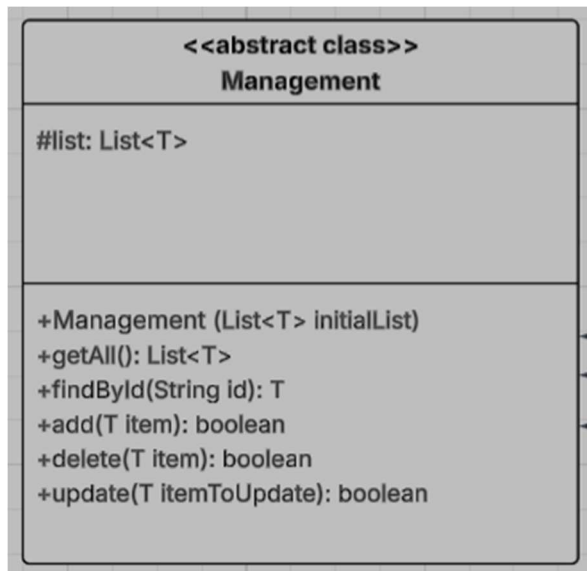 <<abstract class>>
Management
#list: List<T>
+Management (List<T> initialList)
+getAll(): List<T>
+findById(String id): T
+add(T item): boolean
+delete(T item): boolean
+update(T itemToUpdate): boolean